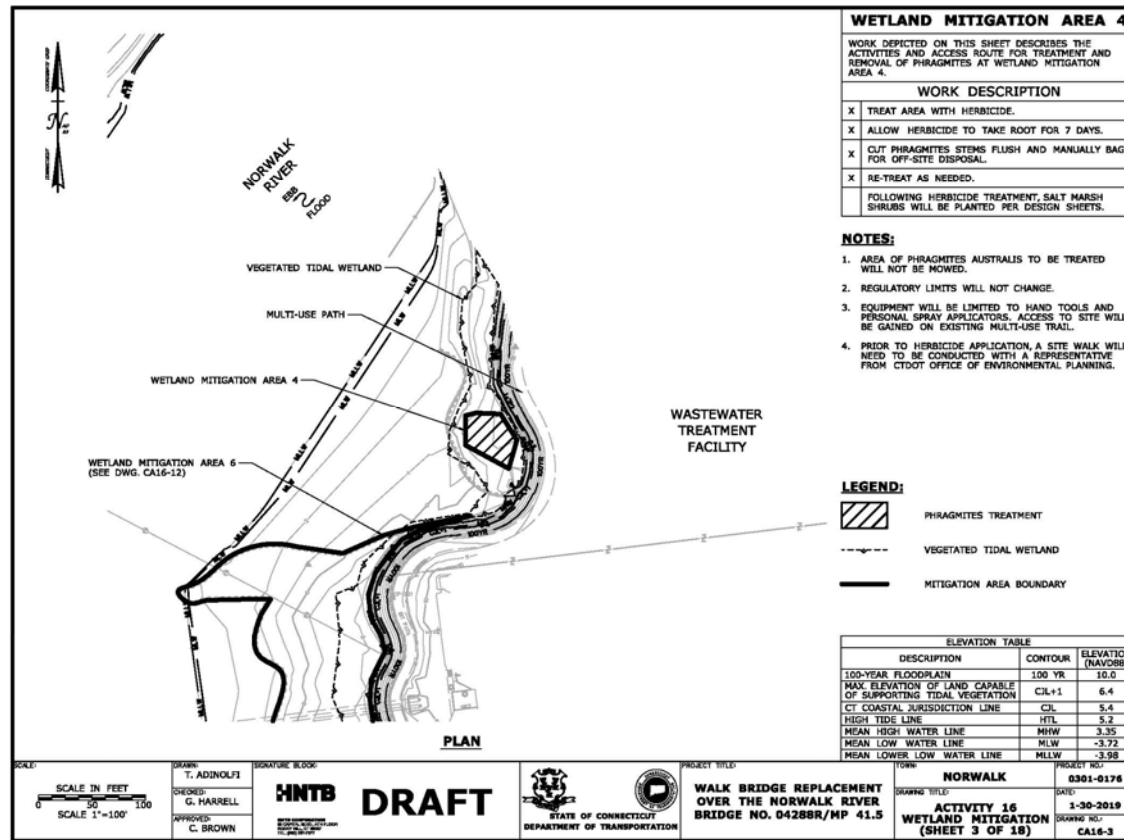 WETLAND MITIGATION AREA 4
WORK DEPICTED ON THIS SHEET DESCRIBES THE
ACTIVITIES AND ACCESS ROUTE FOR TREATMENT AND
REMOVAL OF PHRAGMITES AT WETLAND MITIGATION
AREA 4.
WORK DESCRIPTION
X TREAT AREA WITH HERBICIDE.
X ALLOW HERBICIDE TO TAKE ROOT FOR 7 DAYS.
X CUT PHRAGMITES STEMS FLUSH AND MANUALLY BAG
FOR OFF-SITE DISPOSAL.
X RE-TREAT AS NEEDED.
FOLLOWING HERBICIDE TREATMENT, SALT MARSH
SHRUBS WILL BE PLANTED PER DESIGN SHEETS.
NOTES:
1. AREA OF PHRAGMITES AUSTRALIS TO BE TREATED
WILL NOT BE MOWED.
2. REGULATORY LIMITS WILL NOT CHANGE.
3. EQUIPMENT WILL BE LIMITED TO HAND TOOLS AND
PERSONAL SPRAY APPLICATORS. ACCESS TO SITE WILL
BE GAINED ON EXISTING MULTI-USE TRAIL.
4. PRIOR TO HERBICIDE APPLICATION, A SITE WALK WILL
NEED TO BE CONDUCTED WITH A REPRESENTATIVE
FROM CTDOT OFFICE OF ENVIRONMENTAL PLANNING.
N
NORWALK
RIVER
EBB
FLOOD
VEGETATED TIDAL WETLAND
MULTI-USE PATH
WETLAND MITIGATION AREA 4
WETLAND MITIGATION AREA 6
(SEE DWG. CA16-12)
MLLW
MLW
MLLW
MLW
MLLW
100YR
100YR
100YR
WASTEWATER
TREATMENT
FACILITY
LEGEND:
PHRAGMITES TREATMENT
VEGETATED TIDAL WETLAND
MITIGATION AREA BOUNDARY
PLAN
ELEVATION TABLE
DESCRIPTION CONTOUR ELEVATION (NAVD88)
100-YEAR FLOODPLAIN 100 YR 10.0
MAX. ELEVATION OF LAND CAPABLE
OF SUPPORTING TIDAL VEGETATION CJL+1 6.4
CT COASTAL JURISDICTION LINE CJL 5.4
HIGH TIDE LINE HTL 5.2
MEAN HIGH WATER LINE MHW 3.35
MEAN LOW WATER LINE MLW -3.72
MEAN LOWER LOW WATER LINE MLLW -3.98
SCALE:
SCALE IN FEET
0 50 100
SCALE 1"=100'
DRAWN:
T. ADINOLFI
CHECKED:
G. HARRELL
APPROVED:
C. BROWN
SIGNATURE BLOCK:
HNTB
HNTB CORPORATION
DRAFT
STATE OF CONNECTICUT
DEPARTMENT OF TRANSPORTATION
PROJECT TITLE:
WALK BRIDGE REPLACEMENT
OVER THE NORWALK RIVER
BRIDGE NO. 04288R/MP 41.5
TOWN:
NORWALK
DRAWING TITLE:
ACTIVITY 16
WETLAND MITIGATION
(SHEET 3 OF 18)
PROJECT NO.:
0301-0176
DATE:
1-30-2019
DRAWING NO.:
CA16-3